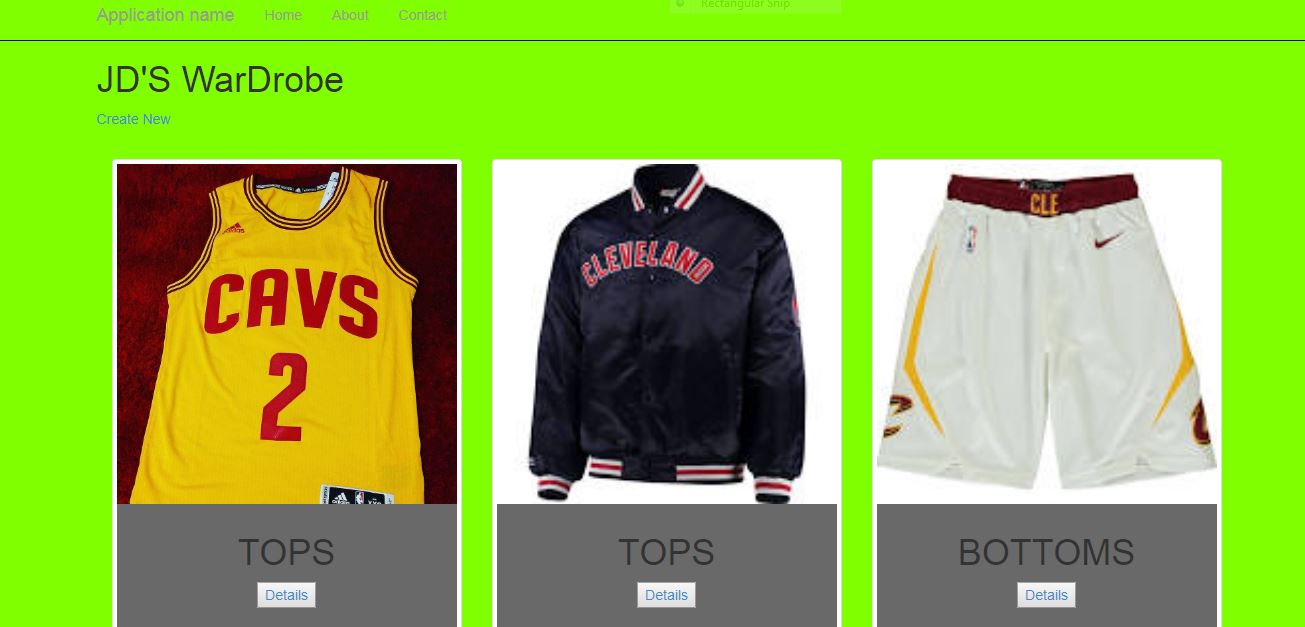 Application name Home About Contact
Rectangular Snip
JD'S WarDrobe
Create New
adidas
CAVS
2
CLEVELAND
CLE
TOPS
Details
TOPS
Details
BOTTOMS
Details